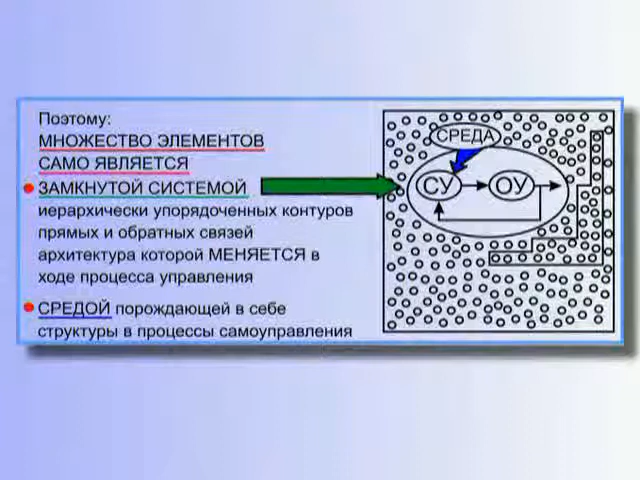 Поэтому:
МНОЖЕСТВО ЭЛЕМЕНТОВ
САМО ЯВЛЯЕТСЯ
ЗАМКНУТОЙ СИСТЕМОЙ
иерархически упорядоченных контуров
прямых и обратных связей
архитектура которой МЕНЯЕТСЯ в
ходе процесса управления
СРЕДОЙ порождающей в себе
структуры в процессы самоуправления
СРЕДА
СУ
ОУ